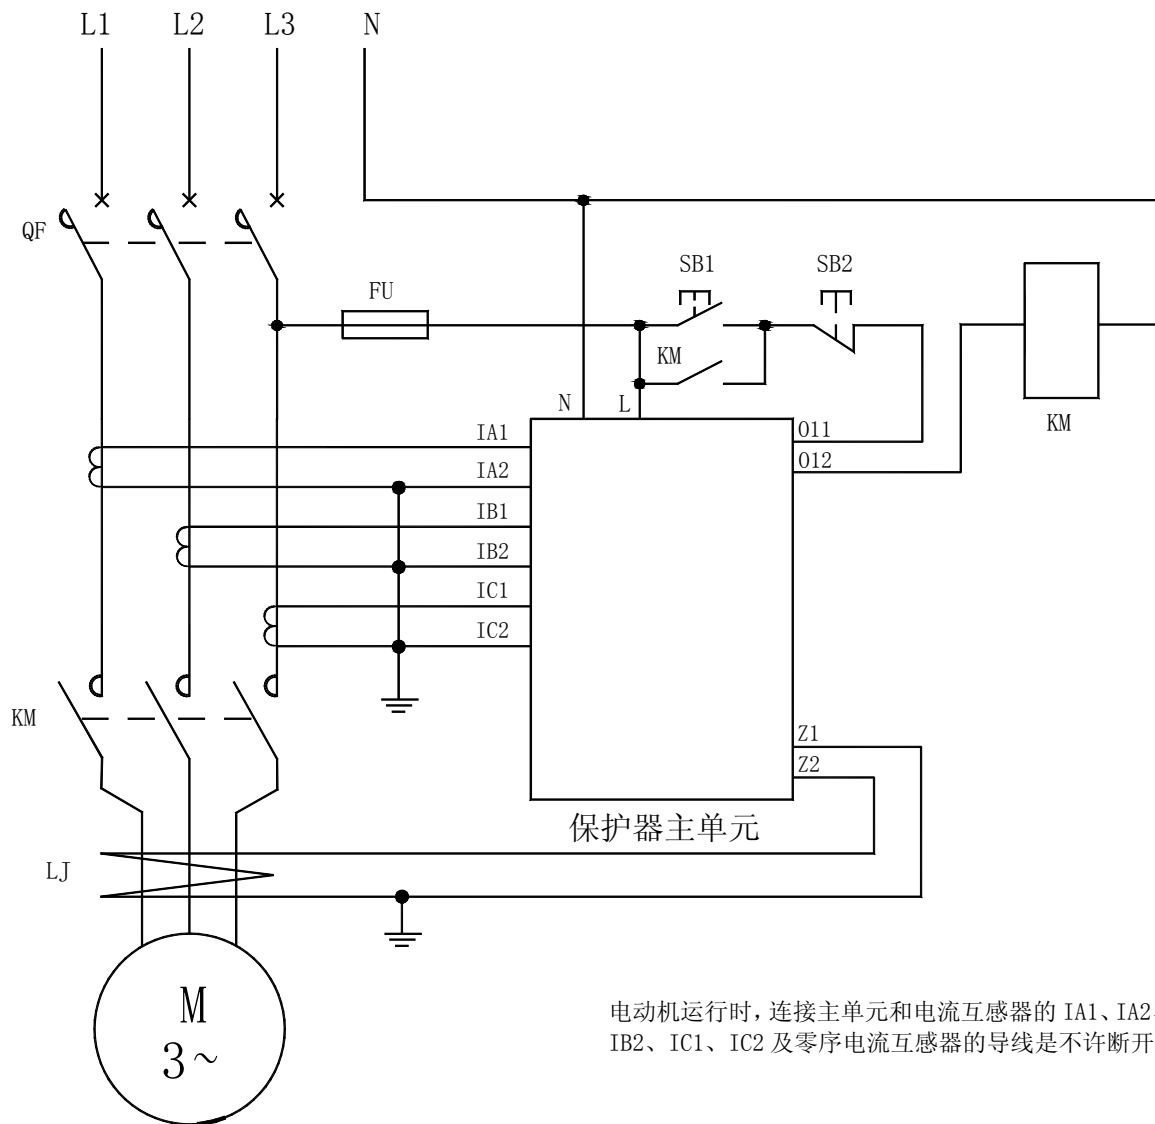 L1 L2 L3 N
QF
SB1 SB2
FU
KM
N L
KM
IA1
O11
IA2
O12
IB1
IB2
IC1
IC2
KM
Z1
Z2
保护器主单元
LJ
M
3~
电动机运行时,连接主单元和电流互感器的 IA1、IA2、
IB2、IC1、IC2 及零序电流互感器的导线是不许断开